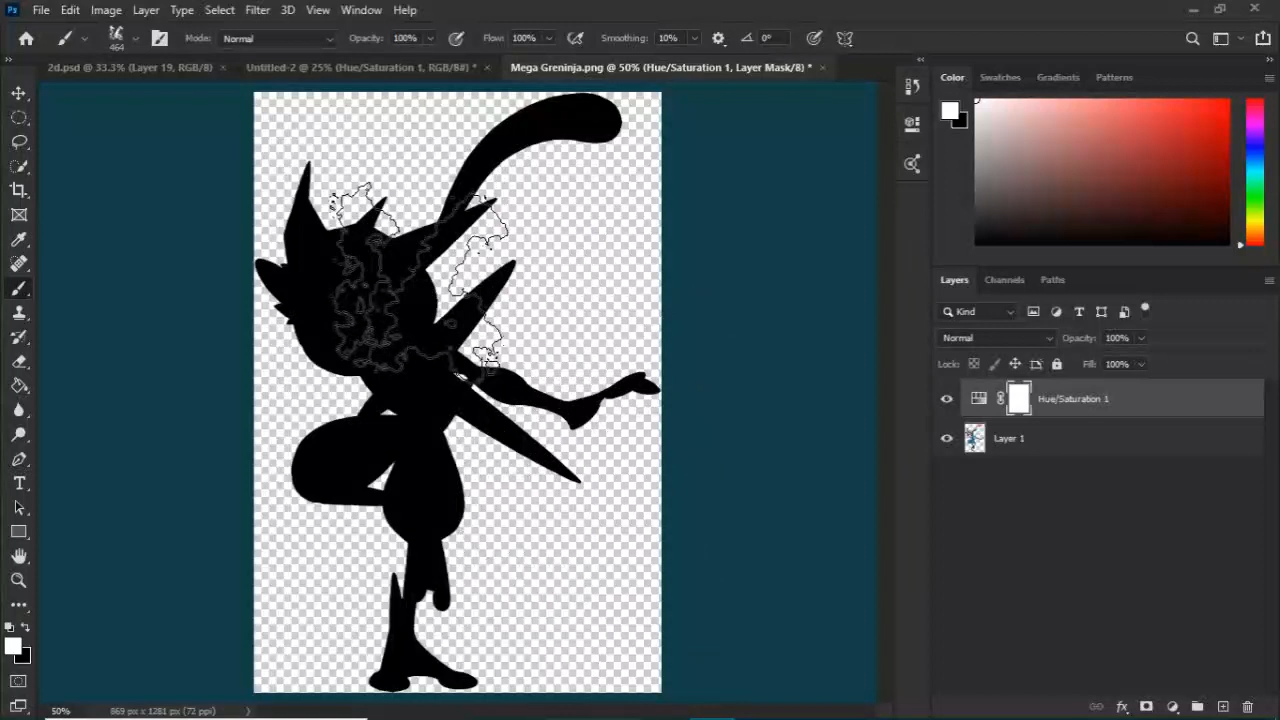 Ps File Edit Image Layer Type Select Filter 3D View Window Help
464 Mode: Normal Opacity: 100% Flow: 100% Smoothing: 10% 0°
2d.psd @ 33.3% (Layer 19, RGB/8) × Untitled-2 @ 25% (Hue/Saturation 1, RGB/8#) * × Mega Greninja.png @ 50% (Hue/Saturation 1, Layer Mask/8) * ×
Color Swatches Gradients Patterns
Layers Channels Paths
Kind
Normal Opacity: 100%
Lock: Fill: 100%
Hue/Saturation 1
Layer 1
50% 869 px x 1281 px (72 ppi)